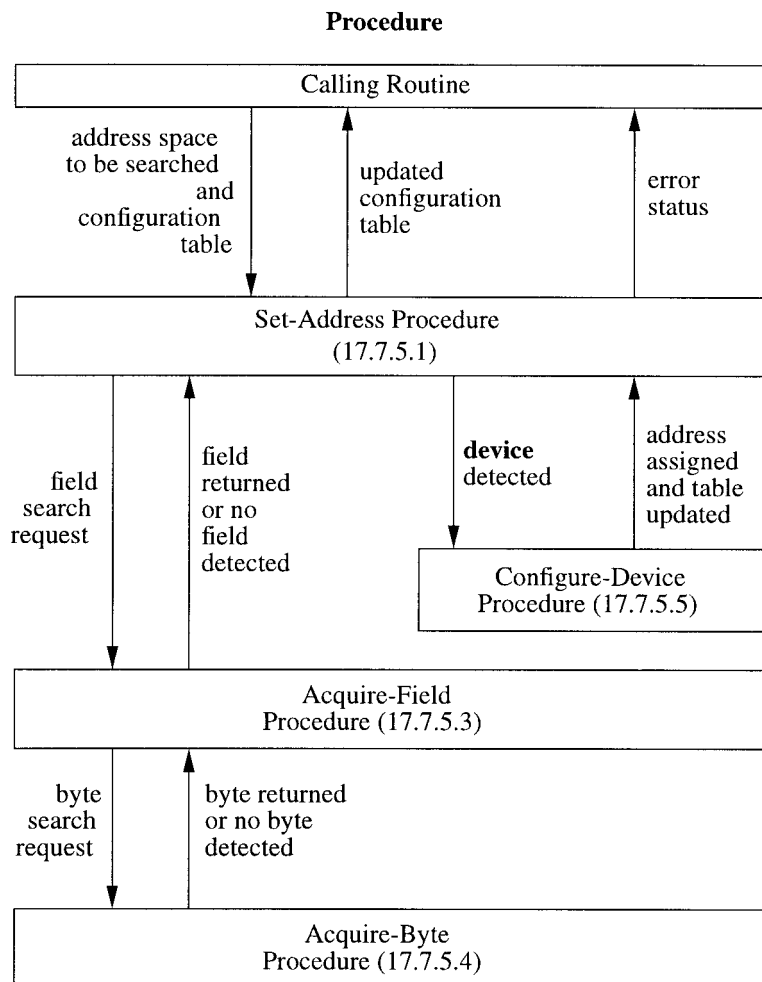 Procedure
Calling Routine
address space
to be searched
and
configuration
table
updated
configuration
table
error
status
Set-Address Procedure
(17.7.5.1)
field
search
request
field
returned
or no
field
detected
device
detected
address
assigned
and table
updated
Configure-Device
Procedure (17.7.5.5)
Acquire-Field
Procedure (17.7.5.3)
byte
search
request
byte returned
or no byte
detected
Acquire-Byte
Procedure (17.7.5.4)